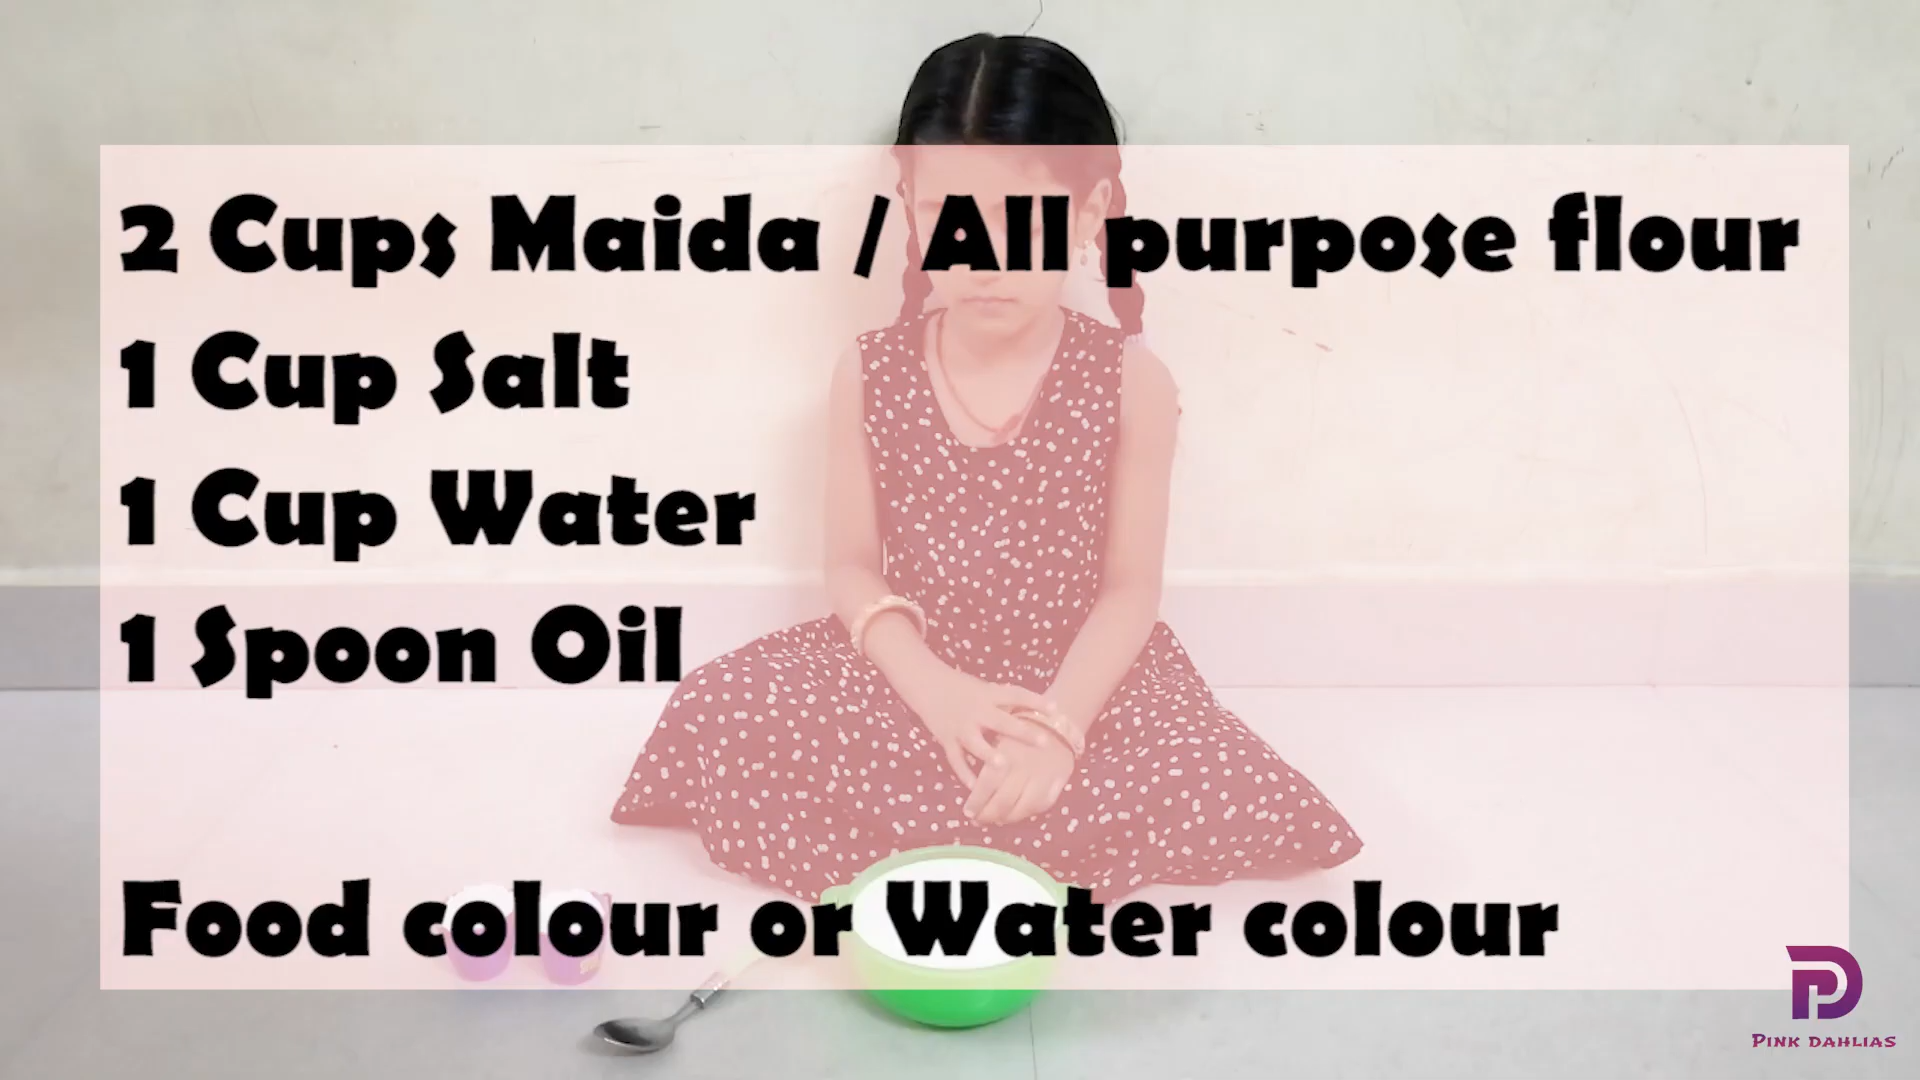 2 Cups Maida / All purpose flour
1 Cup Salt
1 Cup Water
1 Spoon Oil
Food colour or Water colour
PINK DAHLIAS